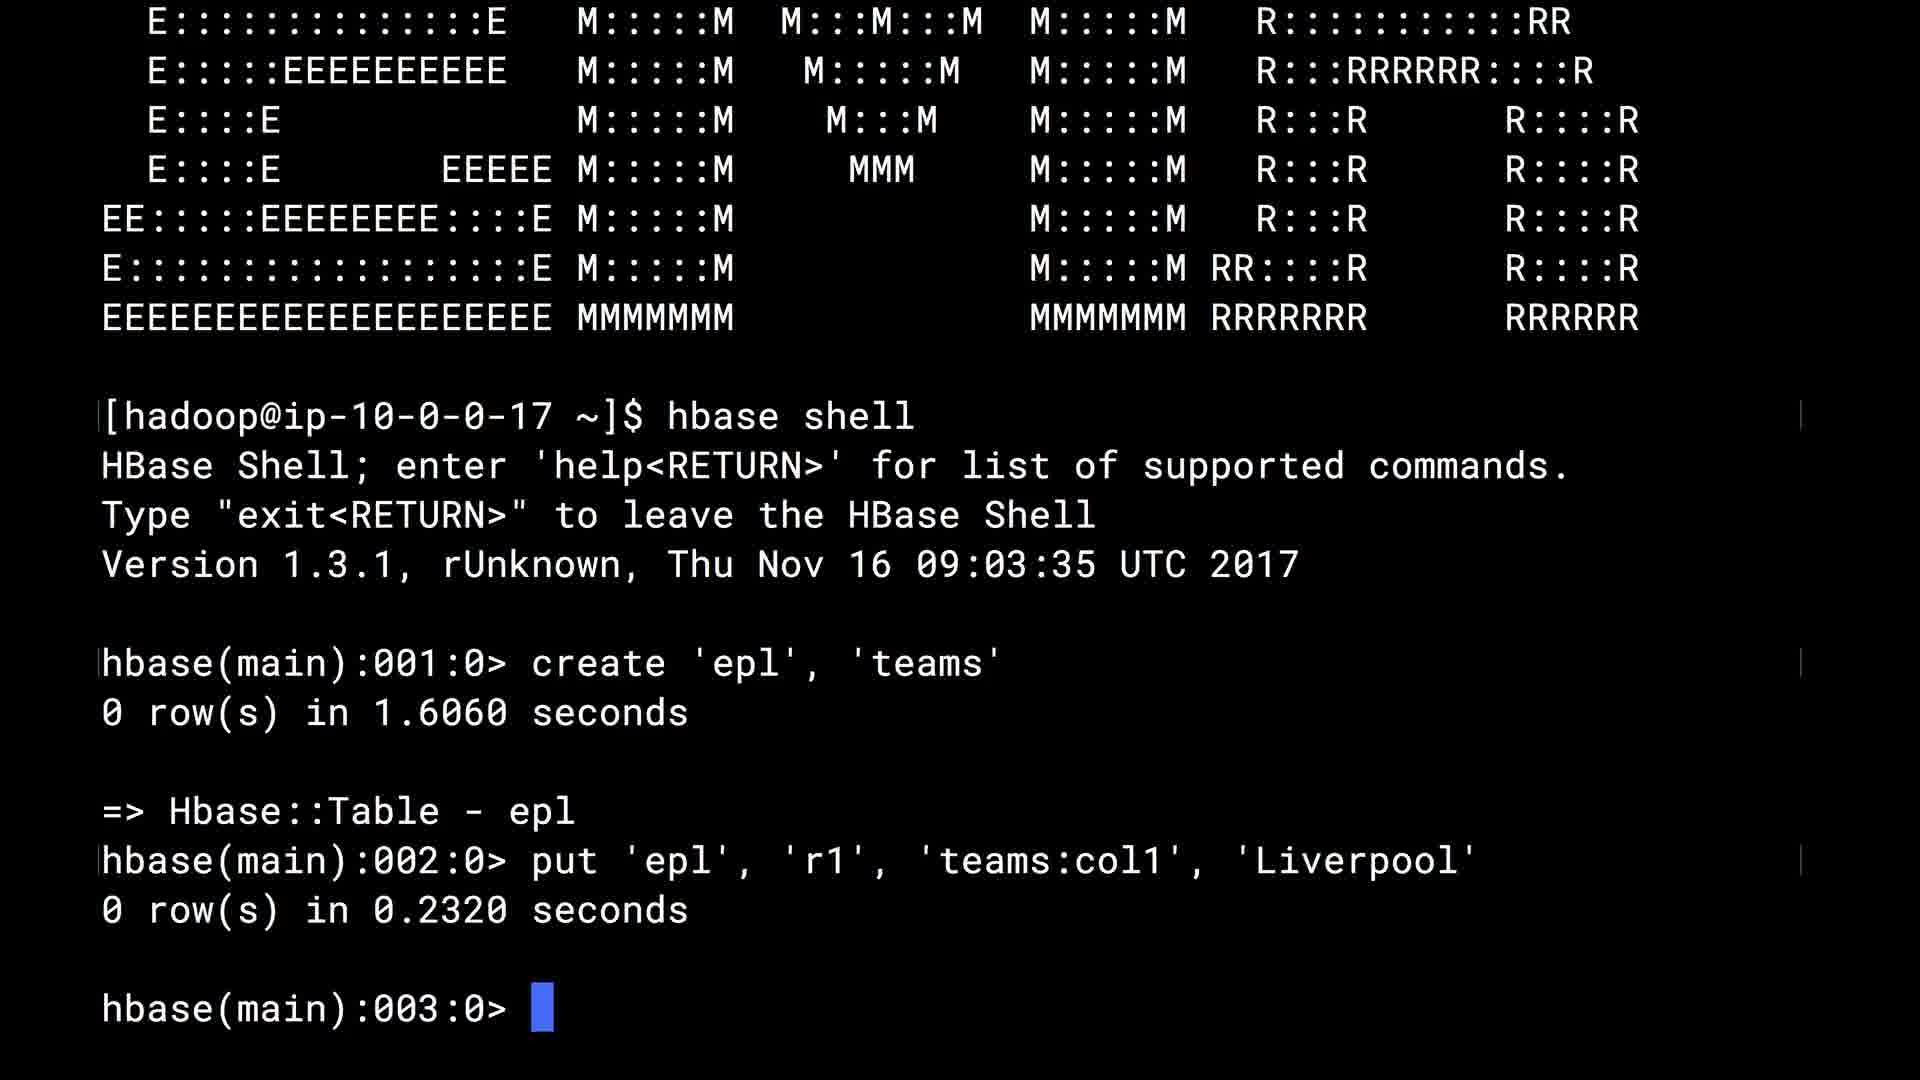 E::::::::::::::E   M:::::M  M:::M:::M  M:::::M   R:::::::::::RR
  E:::::EEEEEEEEEE   M:::::M   M:::::M   M:::::M   R:::RRRRRR::::R
  E::::E             M:::::M    M:::M    M:::::M   R:::R      R::::R
  E::::E       EEEEE M:::::M     MMM     M:::::M   R:::R      R::::R
EE:::::EEEEEEEE::::E M:::::M             M:::::M   R:::R      R::::R
E::::::::::::::::::E M:::::M             M:::::M RR::::R      R::::R
EEEEEEEEEEEEEEEEEEEE MMMMMMM             MMMMMMM RRRRRRR      RRRRRR
[hadoop@ip-10-0-0-17 ~]$ hbase shell
HBase Shell; enter 'help<RETURN>' for list of supported commands.
Type "exit<RETURN>" to leave the HBase Shell
Version 1.3.1, rUnknown, Thu Nov 16 09:03:35 UTC 2017
hbase(main):001:0> create 'epl', 'teams'
0 row(s) in 1.6060 seconds
=> Hbase::Table - epl
hbase(main):002:0> put 'epl', 'r1', 'teams:col1', 'Liverpool'
0 row(s) in 0.2320 seconds
hbase(main):003:0>